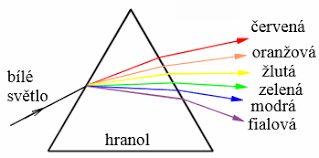 červená
oranžová
žlutá
zelená
modrá
fialová
bílé
světlo
hranol